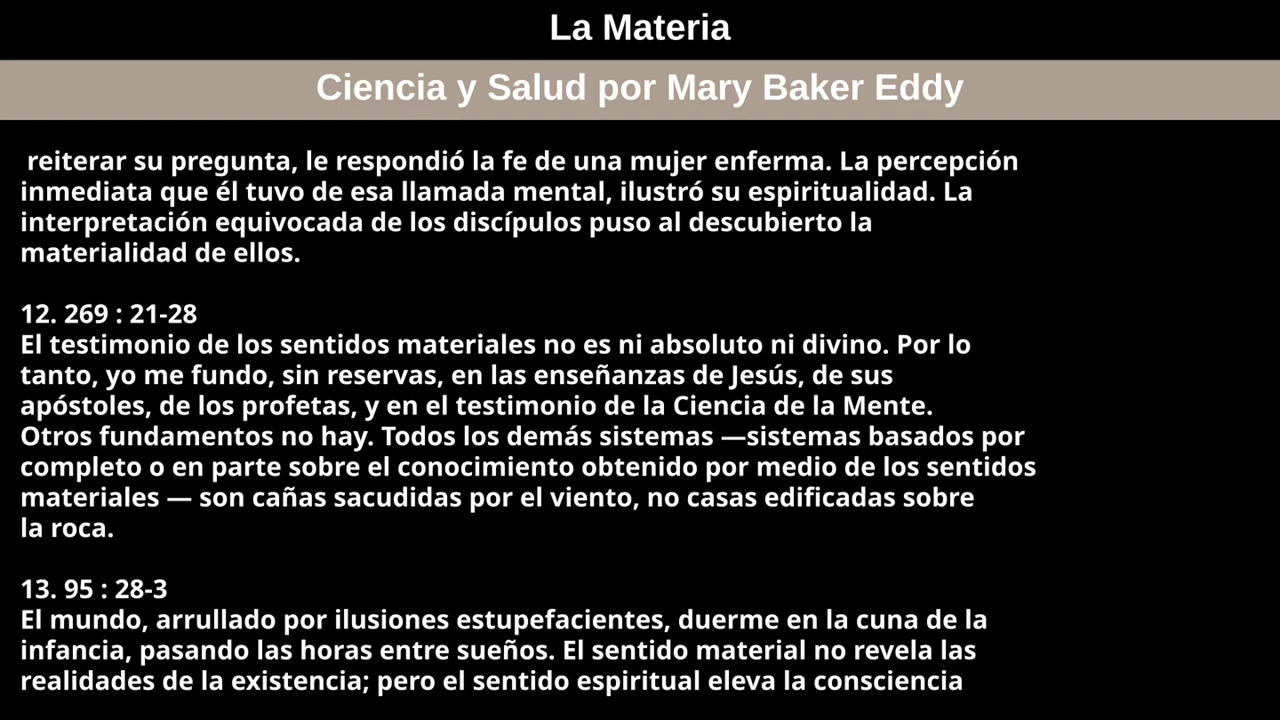 La Materia
Ciencia y Salud por Mary Baker Eddy
reiterar su pregunta, le respondió la fe de una mujer enferma. La percepción
inmediata que él tuvo de esa llamada mental, ilustró su espiritualidad. La
interpretación equivocada de los discípulos puso al descubierto la
materialidad de ellos.
12. 269 : 21-28
El testimonio de los sentidos materiales no es ni absoluto ni divino. Por lo
tanto, yo me fundo, sin reservas, en las enseñanzas de Jesús, de sus
apóstoles, de los profetas, y en el testimonio de la Ciencia de la Mente.
Otros fundamentos no hay. Todos los demás sistemas —sistemas basados por
completo o en parte sobre el conocimiento obtenido por medio de los sentidos
materiales — son cañas sacudidas por el viento, no casas edificadas sobre
la roca.
13. 95 : 28-3
El mundo, arrullado por ilusiones estupefacientes, duerme en la cuna de la
infancia, pasando las horas entre sueños. El sentido material no revela las
realidades de la existencia; pero el sentido espiritual eleva la consciencia